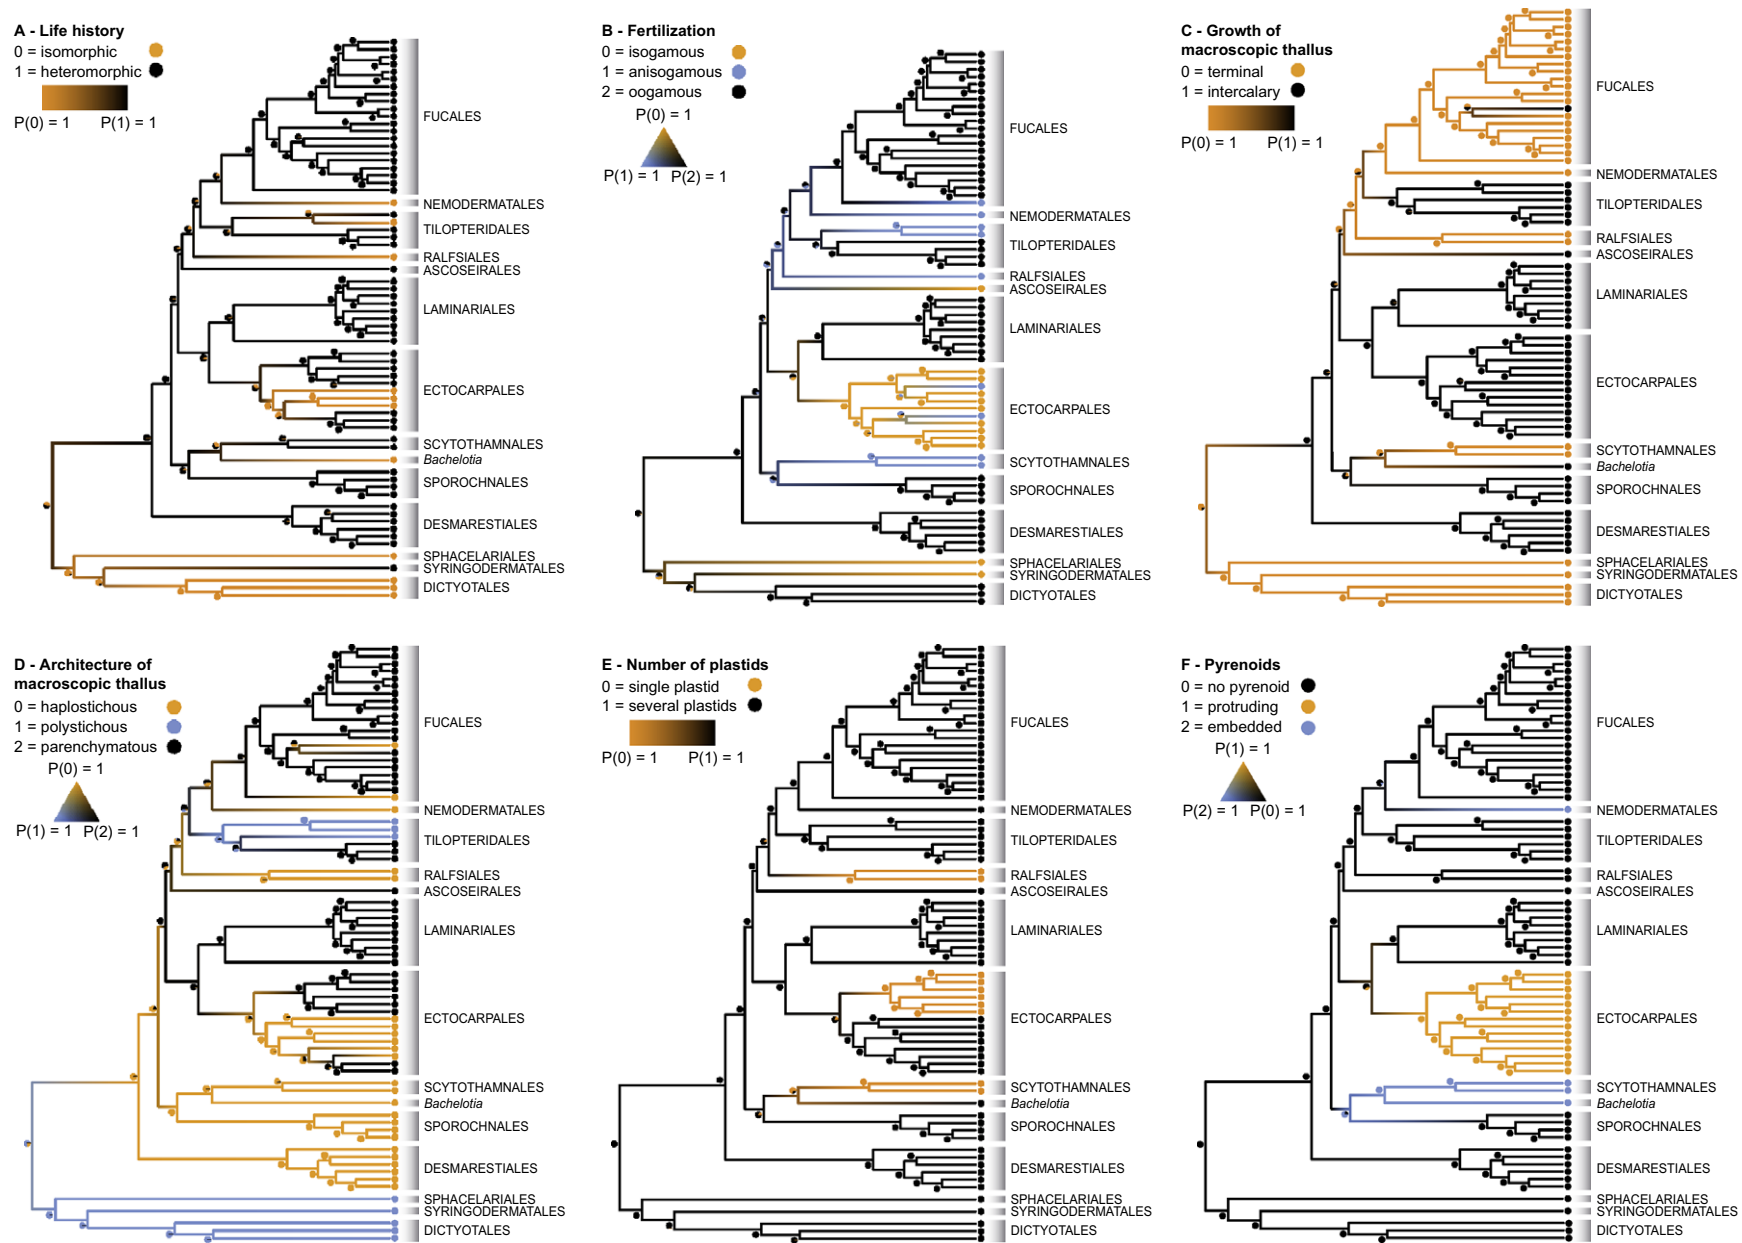 A - Life history
0 = isomorphic
1 = heteromorphic
P(0) = 1 P(1) = 1
FUCALES
NEMODERMATALES
TILOPTERIDALES
RALFSIALES
ASCOSEIRALES
LAMINARIALES
ECTOCARPALES
SCYTOTHAMNALES
Bachelotia
SPOROCHNALES
DESMARESTIALES
SPHACELARIALES
SYRINGODERMATALES
DICTYOTALES
B - Fertilization
0 = isogamous
1 = anisogamous
2 = oogamous
P(0) = 1
P(1) = 1 P(2) = 1
FUCALES
NEMODERMATALES
TILOPTERIDALES
RALFSIALES
ASCOSEIRALES
LAMINARIALES
ECTOCARPALES
SCYTOTHAMNALES
SPOROCHNALES
DESMARESTIALES
SPHACELARIALES
SYRINGODERMATALES
DICTYOTALES
C - Growth of
macroscopic thallus
0 = terminal
1 = intercalary
P(0) = 1 P(1) = 1
FUCALES
NEMODERMATALES
TILOPTERIDALES
RALFSIALES
ASCOSEIRALES
LAMINARIALES
ECTOCARPALES
SCYTOTHAMNALES
Bachelotia
SPOROCHNALES
DESMARESTIALES
SPHACELARIALES
SYRINGODERMATALES
DICTYOTALES
D - Architecture of
macroscopic thallus
0 = haplostichous
1 = polystichous
2 = parenchymatous
P(0) = 1
P(1) = 1 P(2) = 1
FUCALES
NEMODERMATALES
TILOPTERIDALES
RALFSIALES
ASCOSEIRALES
LAMINARIALES
ECTOCARPALES
SCYTOTHAMNALES
Bachelotia
SPOROCHNALES
DESMARESTIALES
SPHACELARIALES
SYRINGODERMATALES
DICTYOTALES
E - Number of plastids
0 = single plastid
1 = several plastids
P(0) = 1 P(1) = 1
FUCALES
NEMODERMATALES
TILOPTERIDALES
RALFSIALES
ASCOSEIRALES
LAMINARIALES
ECTOCARPALES
SCYTOTHAMNALES
Bachelotia
SPOROCHNALES
DESMARESTIALES
SPHACELARIALES
SYRINGODERMATALES
DICTYOTALES
F - Pyrenoids
0 = no pyrenoid
1 = protruding
2 = embedded
P(1) = 1
P(2) = 1 P(0) = 1
FUCALES
NEMODERMATALES
TILOPTERIDALES
RALFSIALES
ASCOSEIRALES
LAMINARIALES
ECTOCARPALES
SCYTOTHAMNALES
Bachelotia
SPOROCHNALES
DESMARESTIALES
SPHACELARIALES
SYRINGODERMATALES
DICTYOTALES